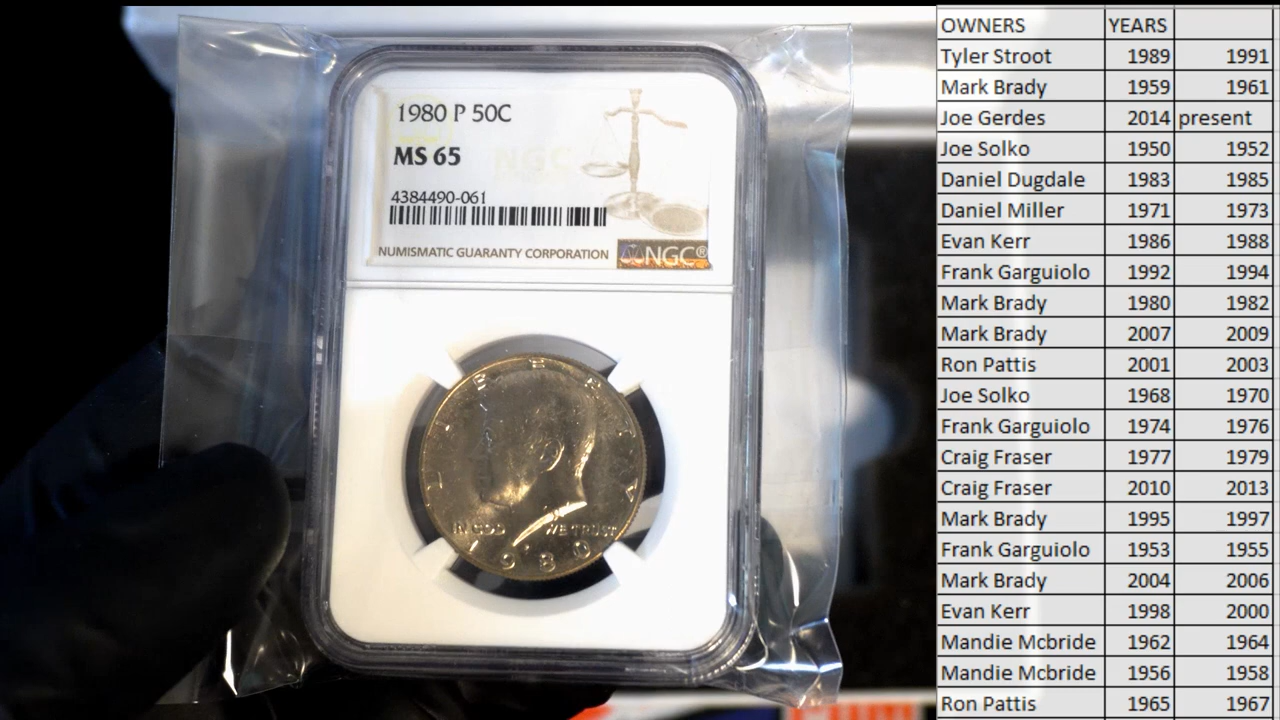 1980 P 50C
MS 65
NGC
4384490-061
NUMISMATIC GUARANTY CORPORATION
NGC®
LIBERTY
IN GOD WE TRUST
1980
OWNERS YEARS
Tyler Stroot 1989 1991
Mark Brady 1959 1961
Joe Gerdes 2014 present
Joe Solko 1950 1952
Daniel Dugdale 1983 1985
Daniel Miller 1971 1973
Evan Kerr 1986 1988
Frank Garguiolo 1992 1994
Mark Brady 1980 1982
Mark Brady 2007 2009
Ron Pattis 2001 2003
Joe Solko 1968 1970
Frank Garguiolo 1974 1976
Craig Fraser 1977 1979
Craig Fraser 2010 2013
Mark Brady 1995 1997
Frank Garguiolo 1953 1955
Mark Brady 2004 2006
Evan Kerr 1998 2000
Mandie Mcbride 1962 1964
Mandie Mcbride 1956 1958
Ron Pattis 1965 1967